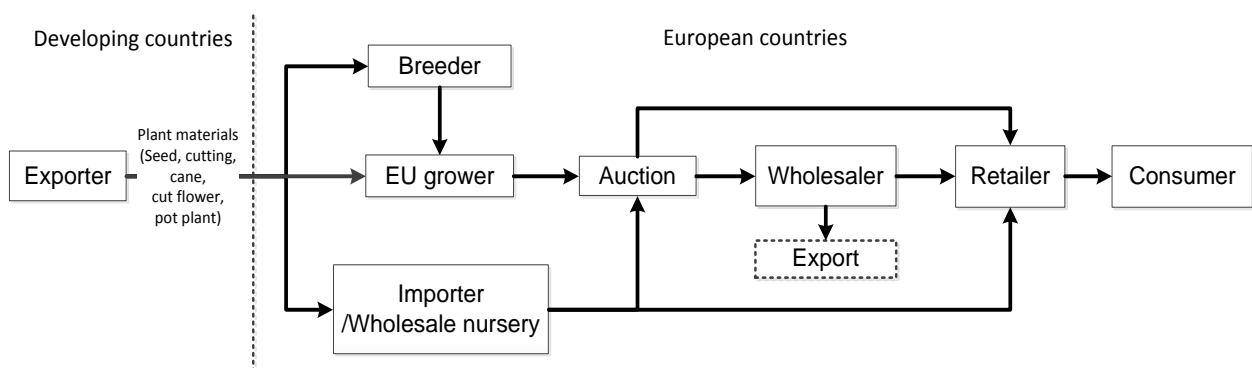 Developing countries
European countries
Breeder
Plant materials
(Seed, cutting,
cane,
cut flower,
pot plant)
Exporter
EU grower
Auction
Wholesaler
Retailer
Consumer
Export
Importer
/Wholesale nursery